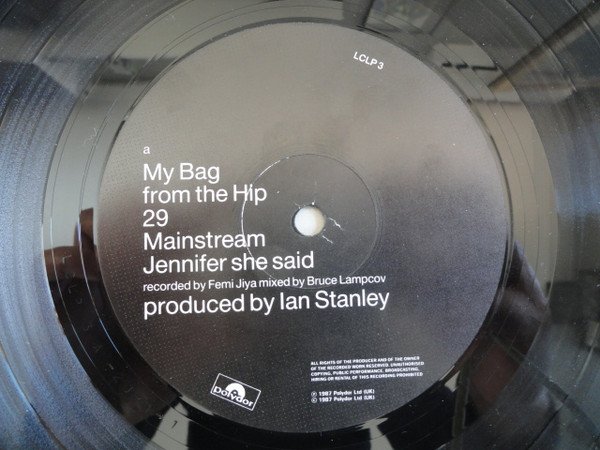 LCLP 3
a
My Bag
from the Hip
29
Mainstream
Jennifer she said
recorded by Femi Jiya mixed by Bruce Lampcov
produced by Ian Stanley
ALL RIGHTS OF THE PRODUCER AND OF THE OWNER
OF THE RECORDED WORK RESERVED. UNAUTHORISED
COPYING, PUBLIC PERFORMANCE, BROADCASTING,
HIRING OR RENTAL OF THIS RECORDING PROHIBITED
℗ 1987 Polydor Ltd (UK)
© 1987 Polydor Ltd (UK)
Polydor